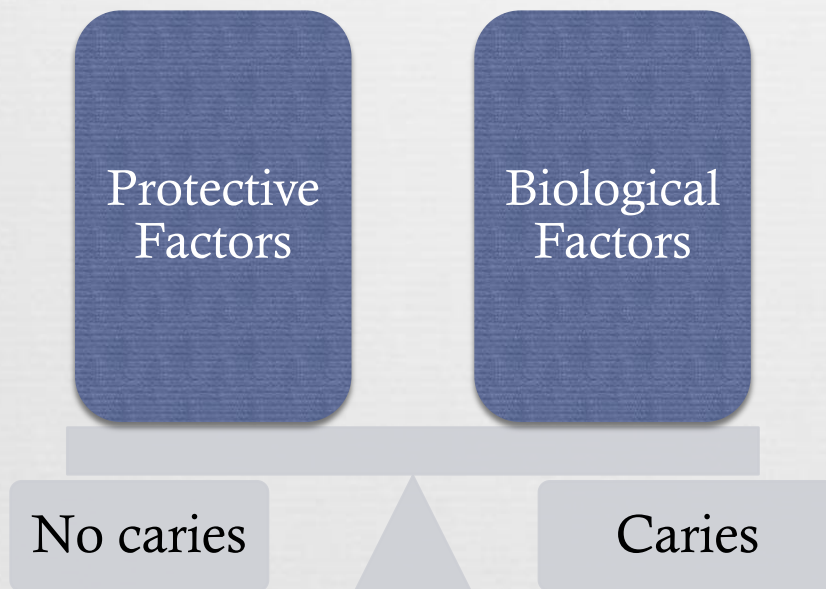 Protective
Factors
Biological
Factors
No caries
Caries